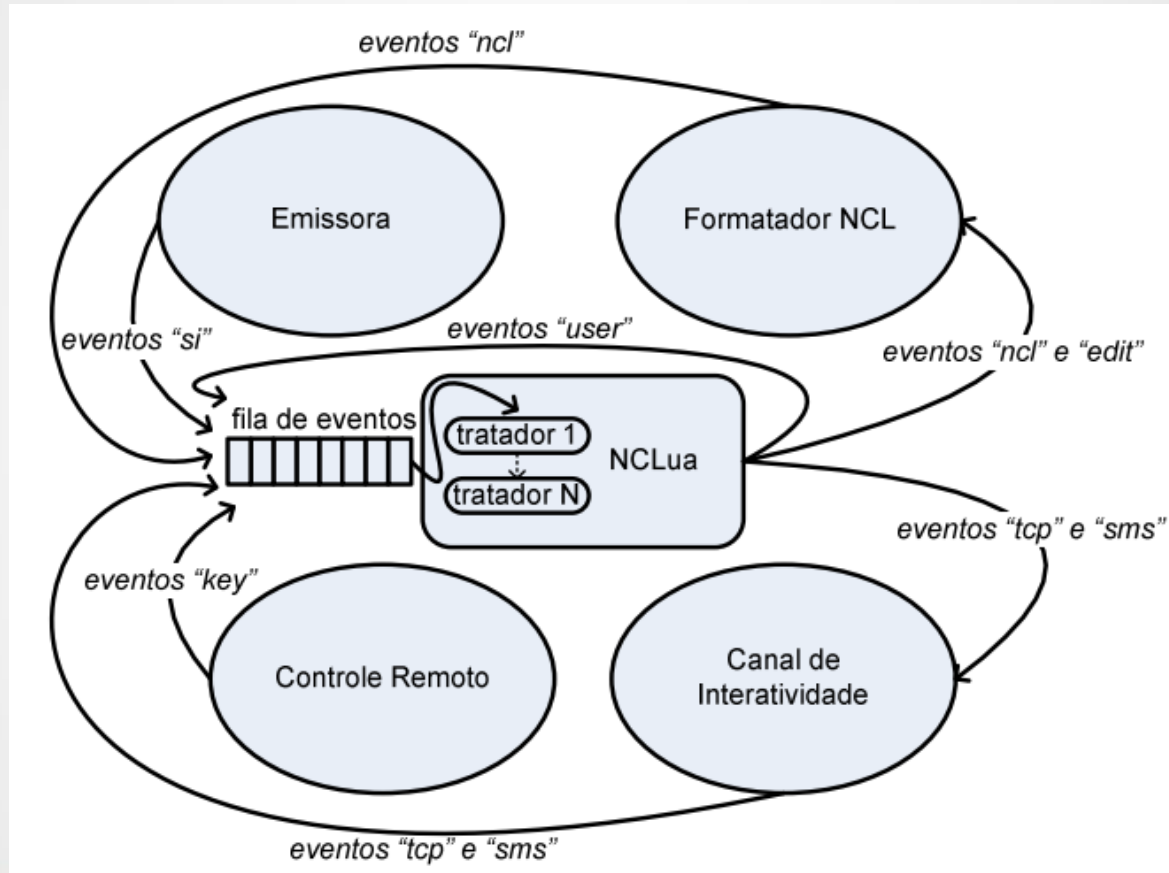 eventos “ncl”
Emissora
Formatador NCL
eventos “user”
eventos “si”
eventos “ncl” e “edit”
fila de eventos
tratador 1
NCLua
tratador N
eventos “tcp” e “sms”
eventos “key”
Controle Remoto
Canal de
Interatividade
eventos “tcp” e “sms”